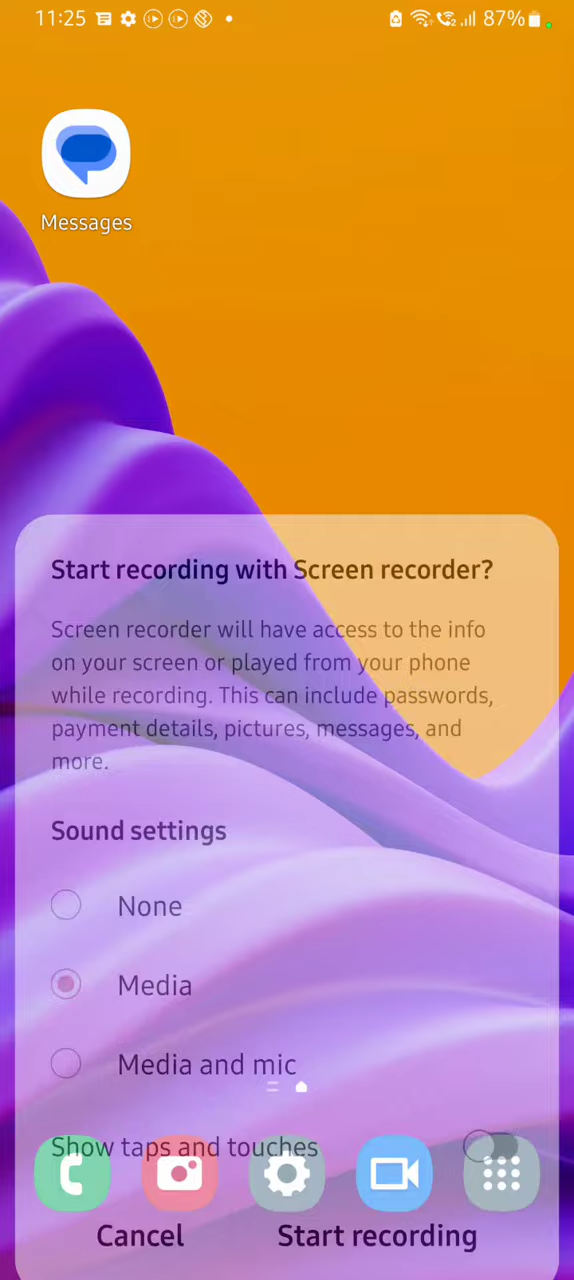 11:25
87%
Messages
Start recording with Screen recorder?
Screen recorder will have access to the info
on your screen or played from your phone
while recording. This can include passwords,
payment details, pictures, messages, and
more.
Sound settings
None
Media
Media and mic
Show taps and touches
Cancel Start recording